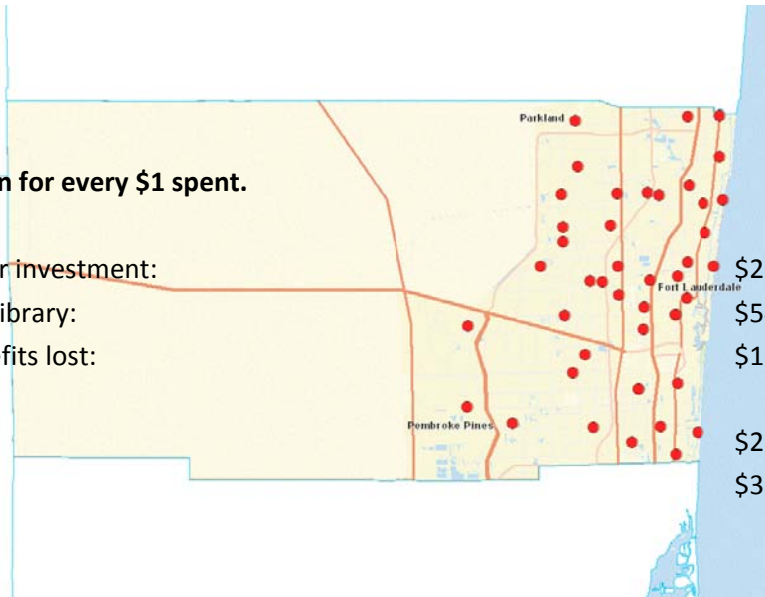 Parkland
n for every $1 spent.
r investment: $2
Fort Lauderdale
ibrary: $5
fits lost: $1
Pembroke Pines
$2
$3